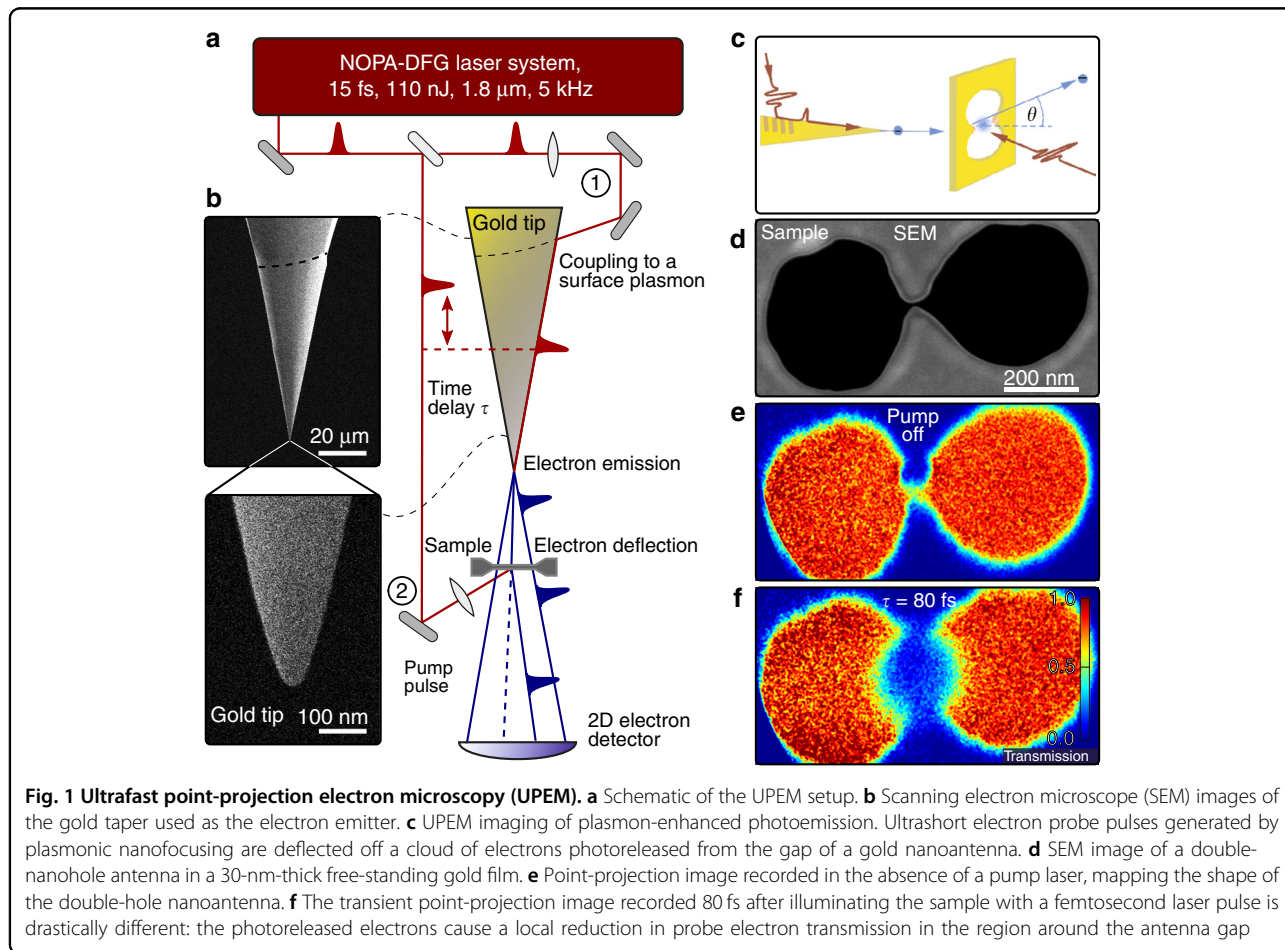 a
NOPA-DFG laser system,
15 fs, 110 nJ, 1.8 μm, 5 kHz
1
b
20 μm
Gold tip
100 nm
Gold tip
Coupling to a
surface plasmon
Time
delay τ
Electron emission
Sample
Electron deflection
2
Pump
pulse
2D electron
detector
c
θ
d
Sample
SEM
200 nm
e
Pump
off
f
τ = 80 fs
1.0
0.5
0.0
Transmission
Fig. 1 Ultrafast point-projection electron microscopy (UPEM). a Schematic of the UPEM setup. b Scanning electron microscope (SEM) images of
the gold taper used as the electron emitter. c UPEM imaging of plasmon-enhanced photoemission. Ultrashort electron probe pulses generated by
plasmonic nanofocusing are deflected off a cloud of electrons photoreleased from the gap of a gold nanoantenna. d SEM image of a double-
nanohole antenna in a 30-nm-thick free-standing gold film. e Point-projection image recorded in the absence of a pump laser, mapping the shape of
the double-hole nanoantenna. f The transient point-projection image recorded 80 fs after illuminating the sample with a femtosecond laser pulse is
drastically different: the photoreleased electrons cause a local reduction in probe electron transmission in the region around the antenna gap